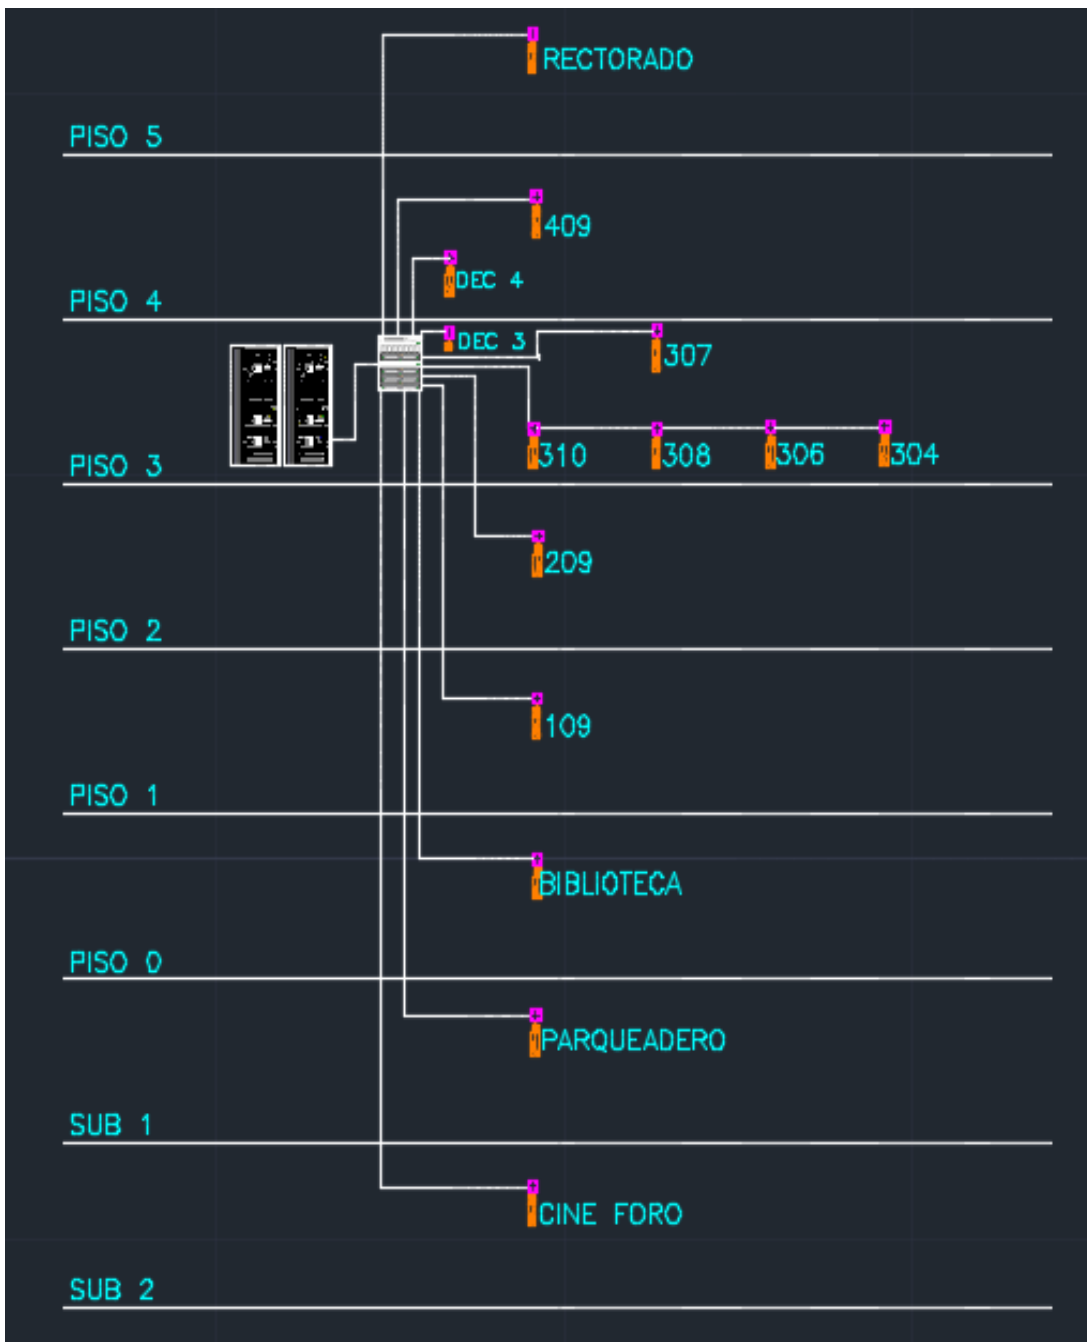 RECTORADO
PISO 5
409
DEC 4
PISO 4
DEC 3
307
310 308 306 304
PISO 3
209
PISO 2
109
PISO 1
BIBLIOTECA
PISO 0
PARQUEADERO
SUB 1
CINE FORO
SUB 2